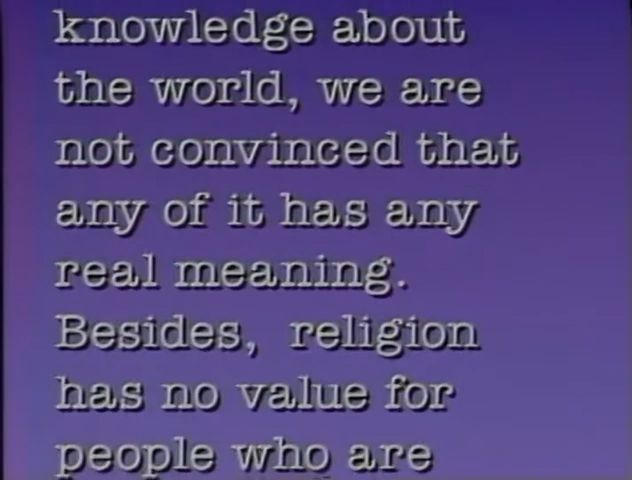 knowledge about
the world, we are
not convinced that
any of it has any
real meaning.
Besides, religion
has no value for
people who are